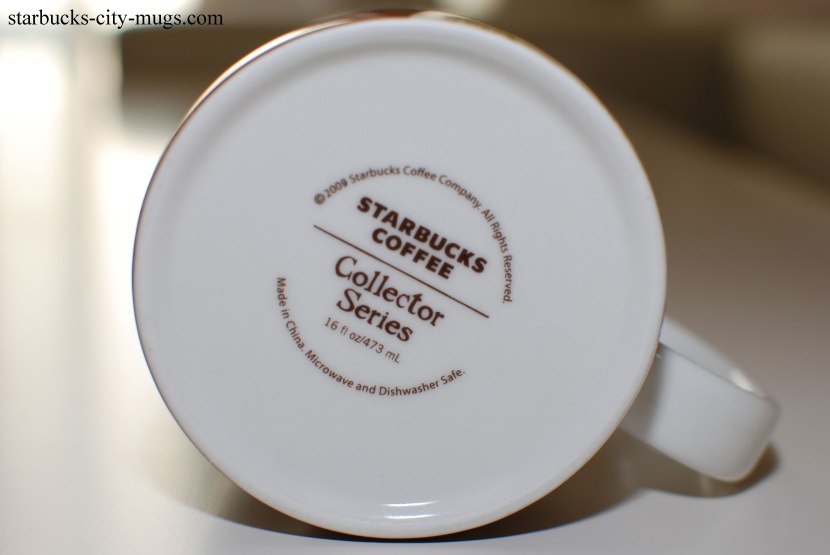 starbucks-city-mugs.com
©2009 Starbucks Coffee Company. All Rights Reserved.
STARBUCKS
COFFEE
Collector
Series
16 fl oz/473 mL
Made in China. Microwave and Dishwasher Safe.